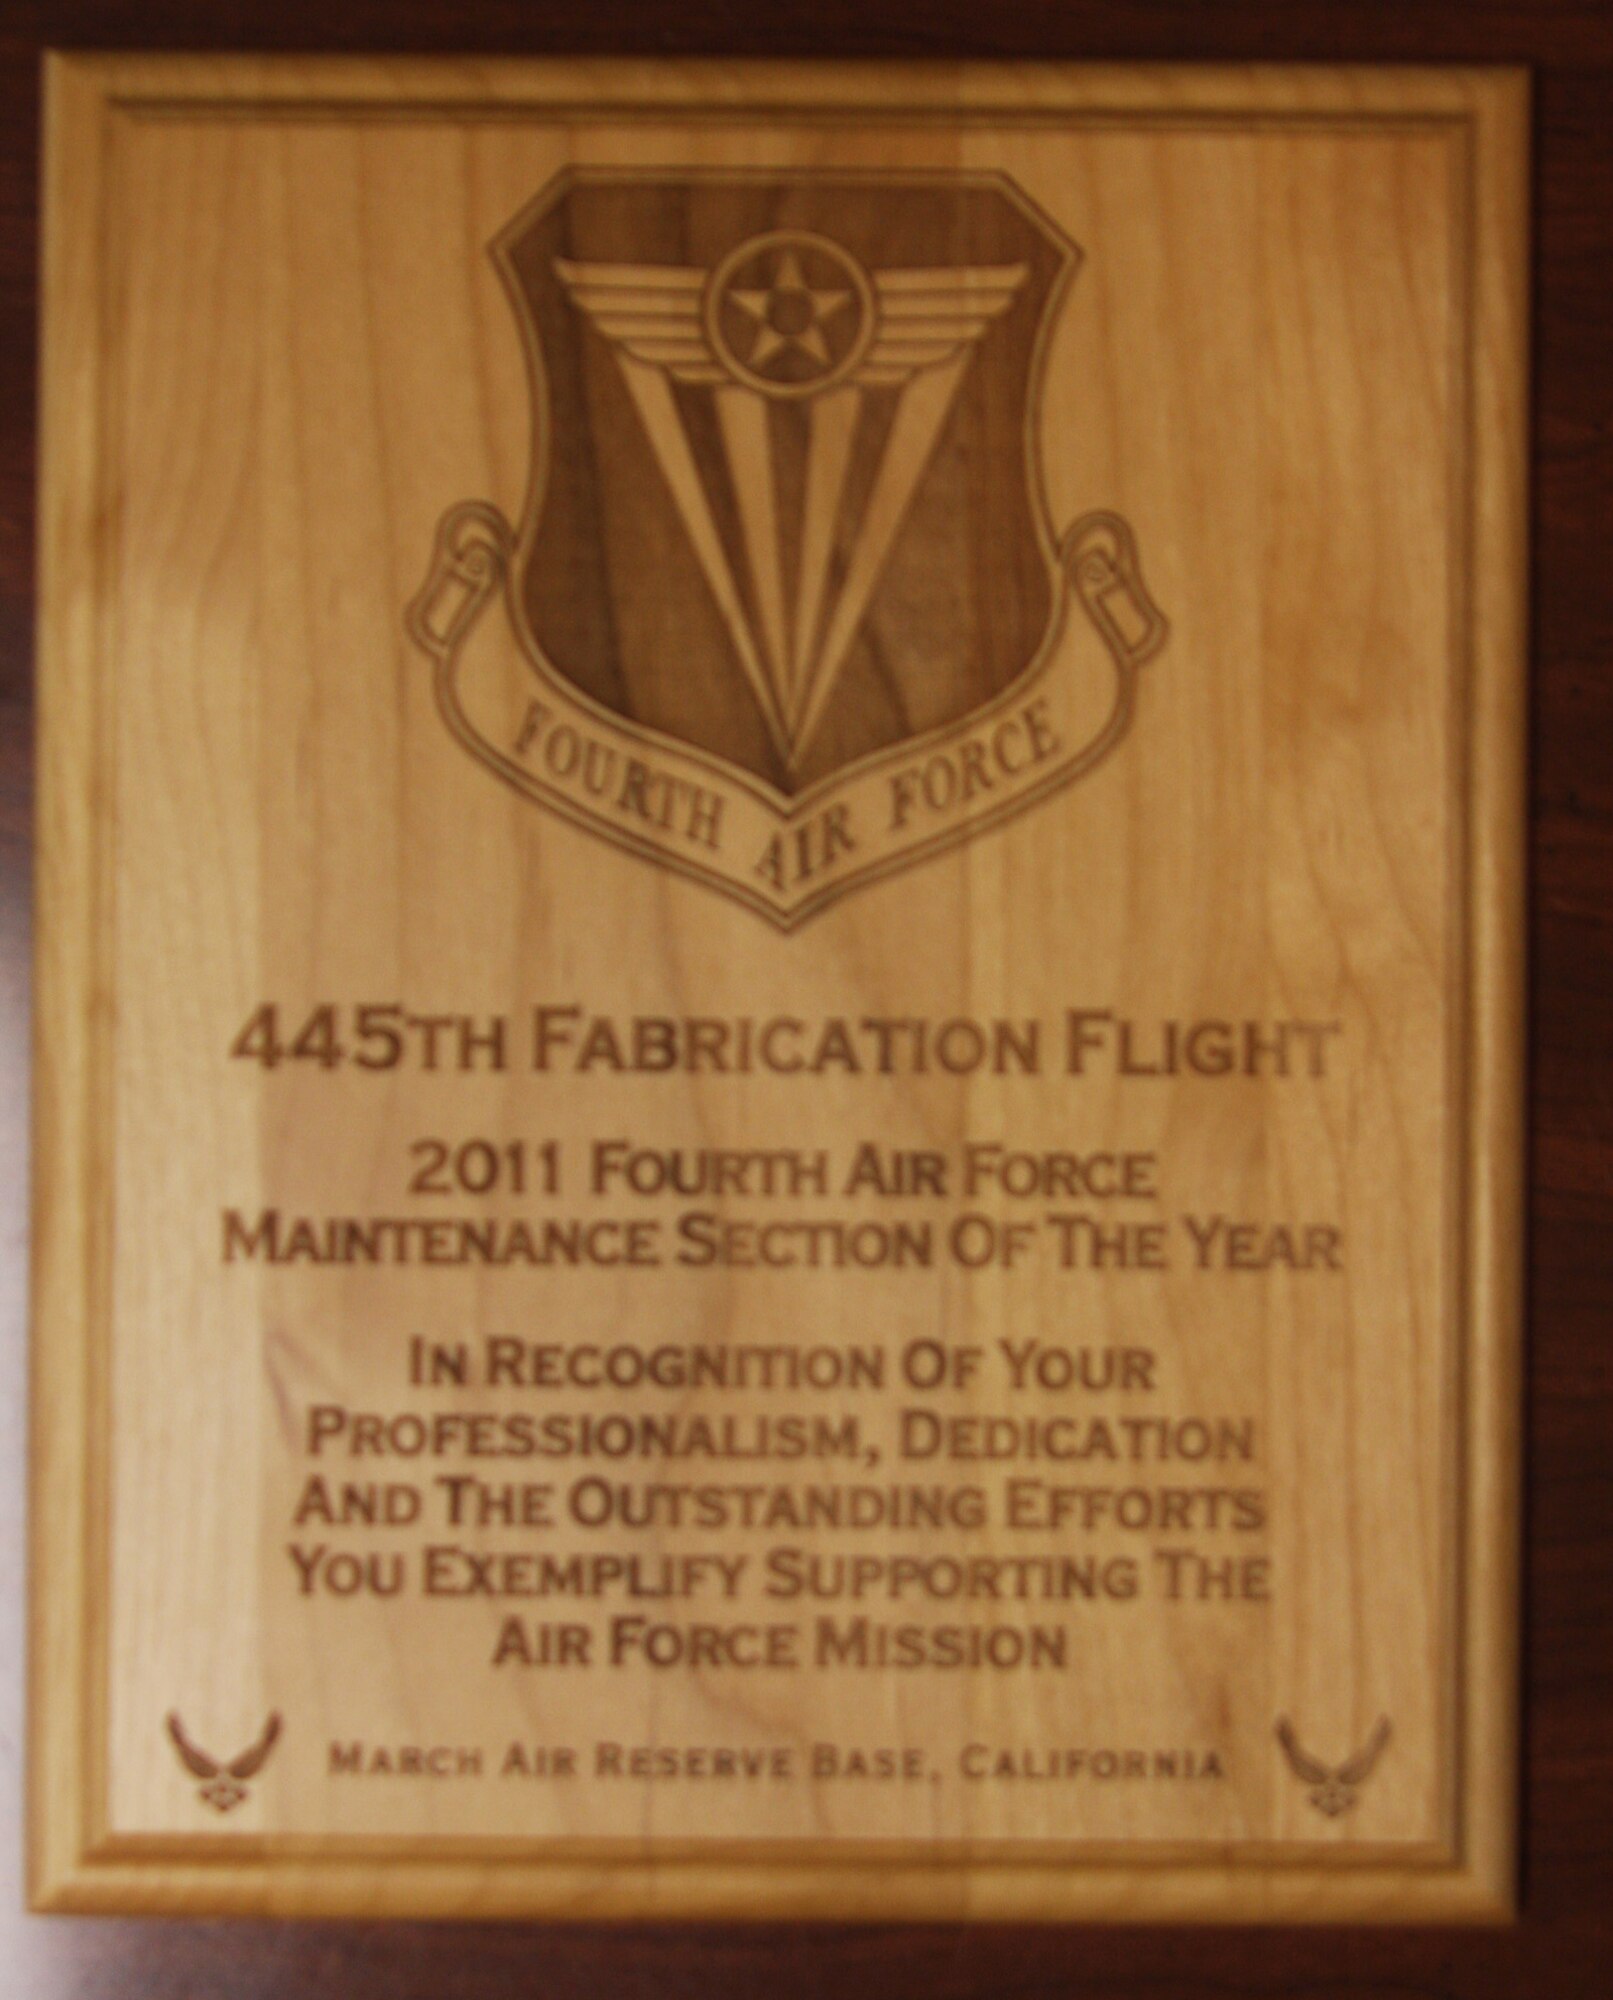 FOURTH AIR FORCE
445TH FABRICATION FLIGHT
2011 FOURTH AIR FORCE
MAINTENANCE SECTION OF THE YEAR
IN RECOGNITION OF YOUR
PROFESSIONALISM, DEDICATION
AND THE OUTSTANDING EFFORTS
YOU EXEMPLIFY SUPPORTING THE
AIR FORCE MISSION
MARCH AIR RESERVE BASE, CALIFORNIA